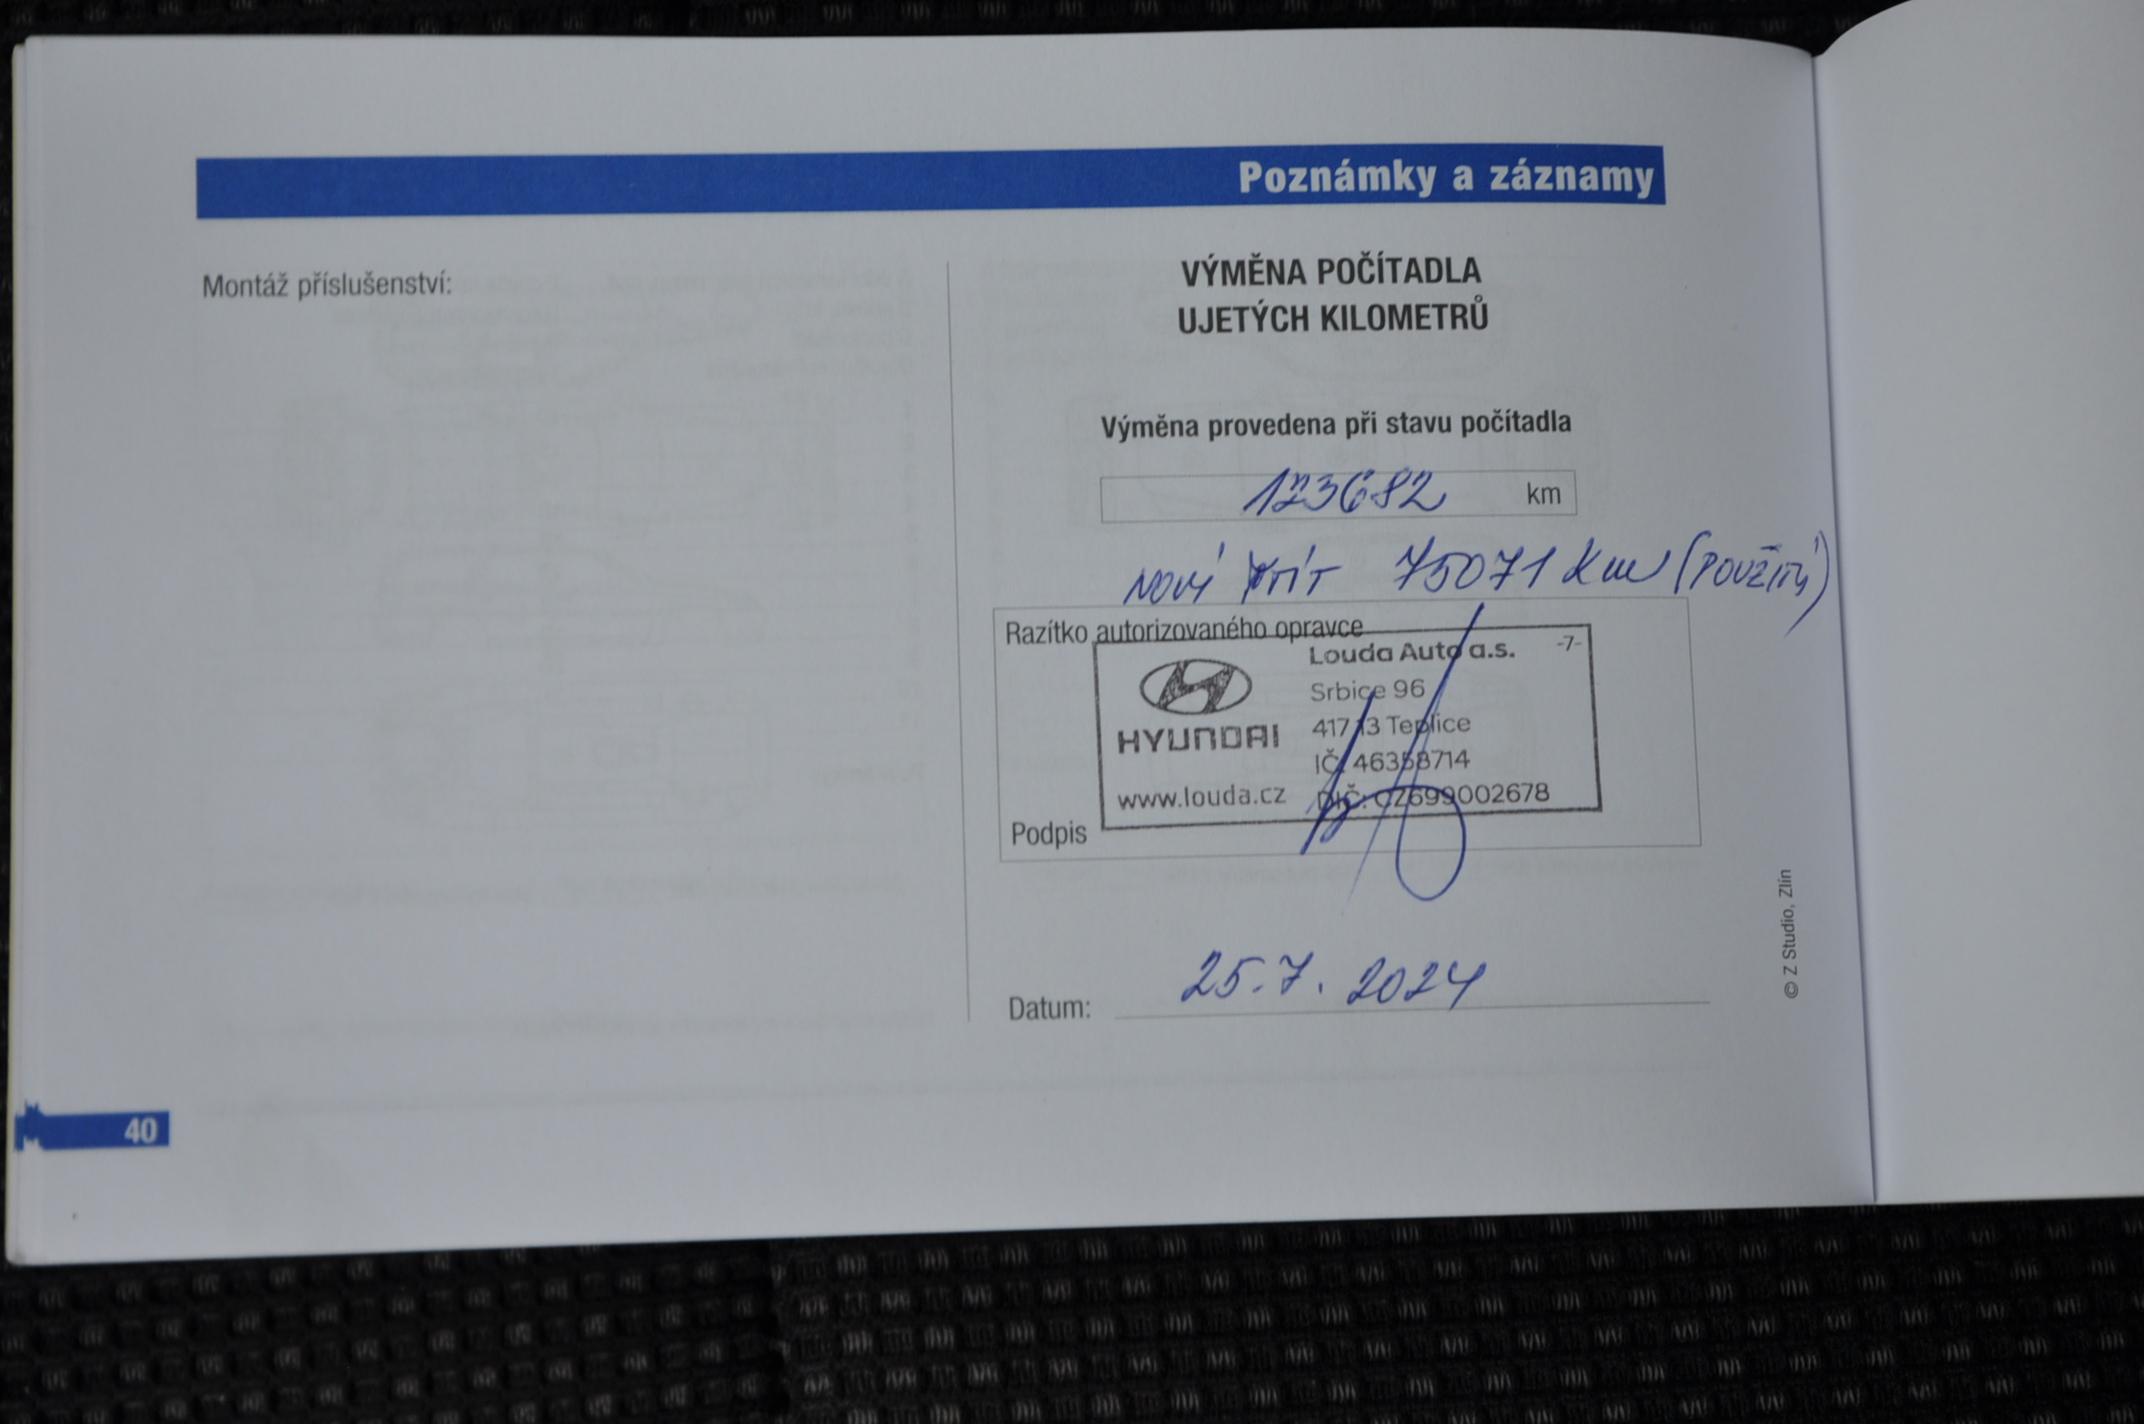 Poznámky a záznamy
Montáž příslušenství:
VÝMĚNA POČÍTADLA
UJETÝCH KILOMETRŮ
Výměna provedena při stavu počítadla
123682 km
NOVÝ ŠTÍT 75071 Km (POUŽITÝ)
Razítko autorizovaného opravce
HYUNDAI
www.louda.cz
Louda Auto a.s. -7-
Srbice 96
417 13 Teplice
IČ: 46358714
DIČ: CZ699002678
Podpis
Datum: 25.7.2024
© Z Studio, Zlín
40